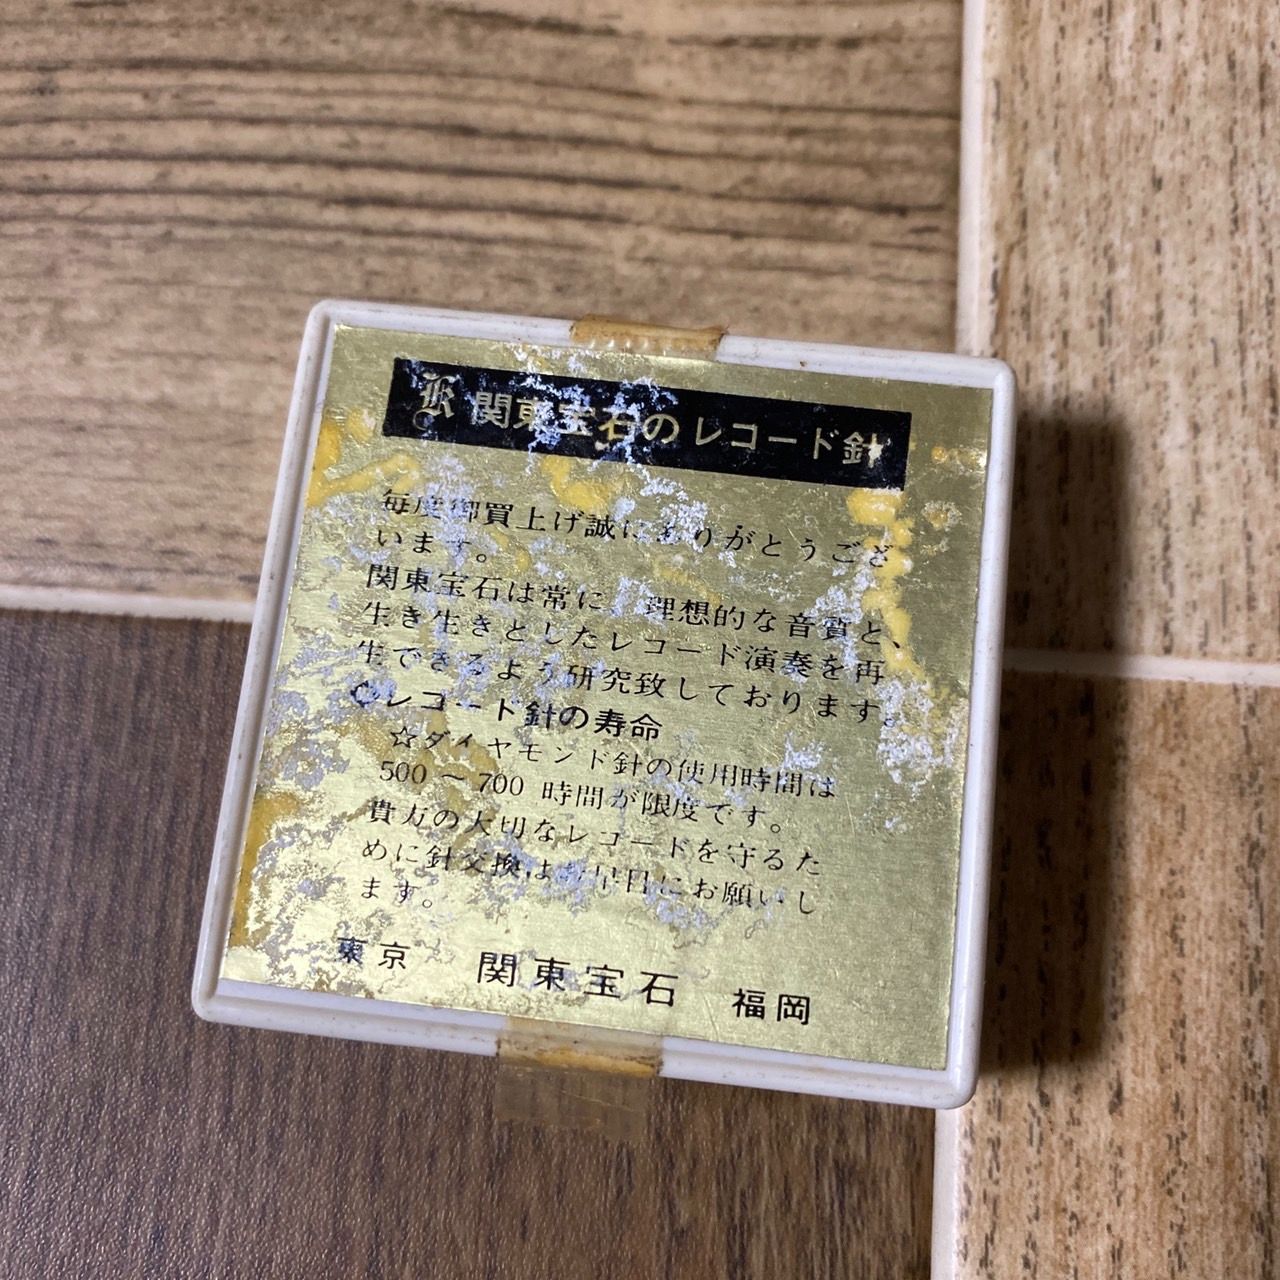 K 関東宝石のレコード針
毎度御買上げ誠にありがとうござ
います。
関東宝石は常に、理想的な音質と、
生き生きとしたレコード演奏を再
生できるよう研究致しております。
◇レコード針の寿命
☆ダイヤモンド針の使用時間は
500～700 時間が限度です。
貴方の大切なレコードを守るた
めに針交換はお早目にお願いし
ます。
東京 関東宝石 福岡